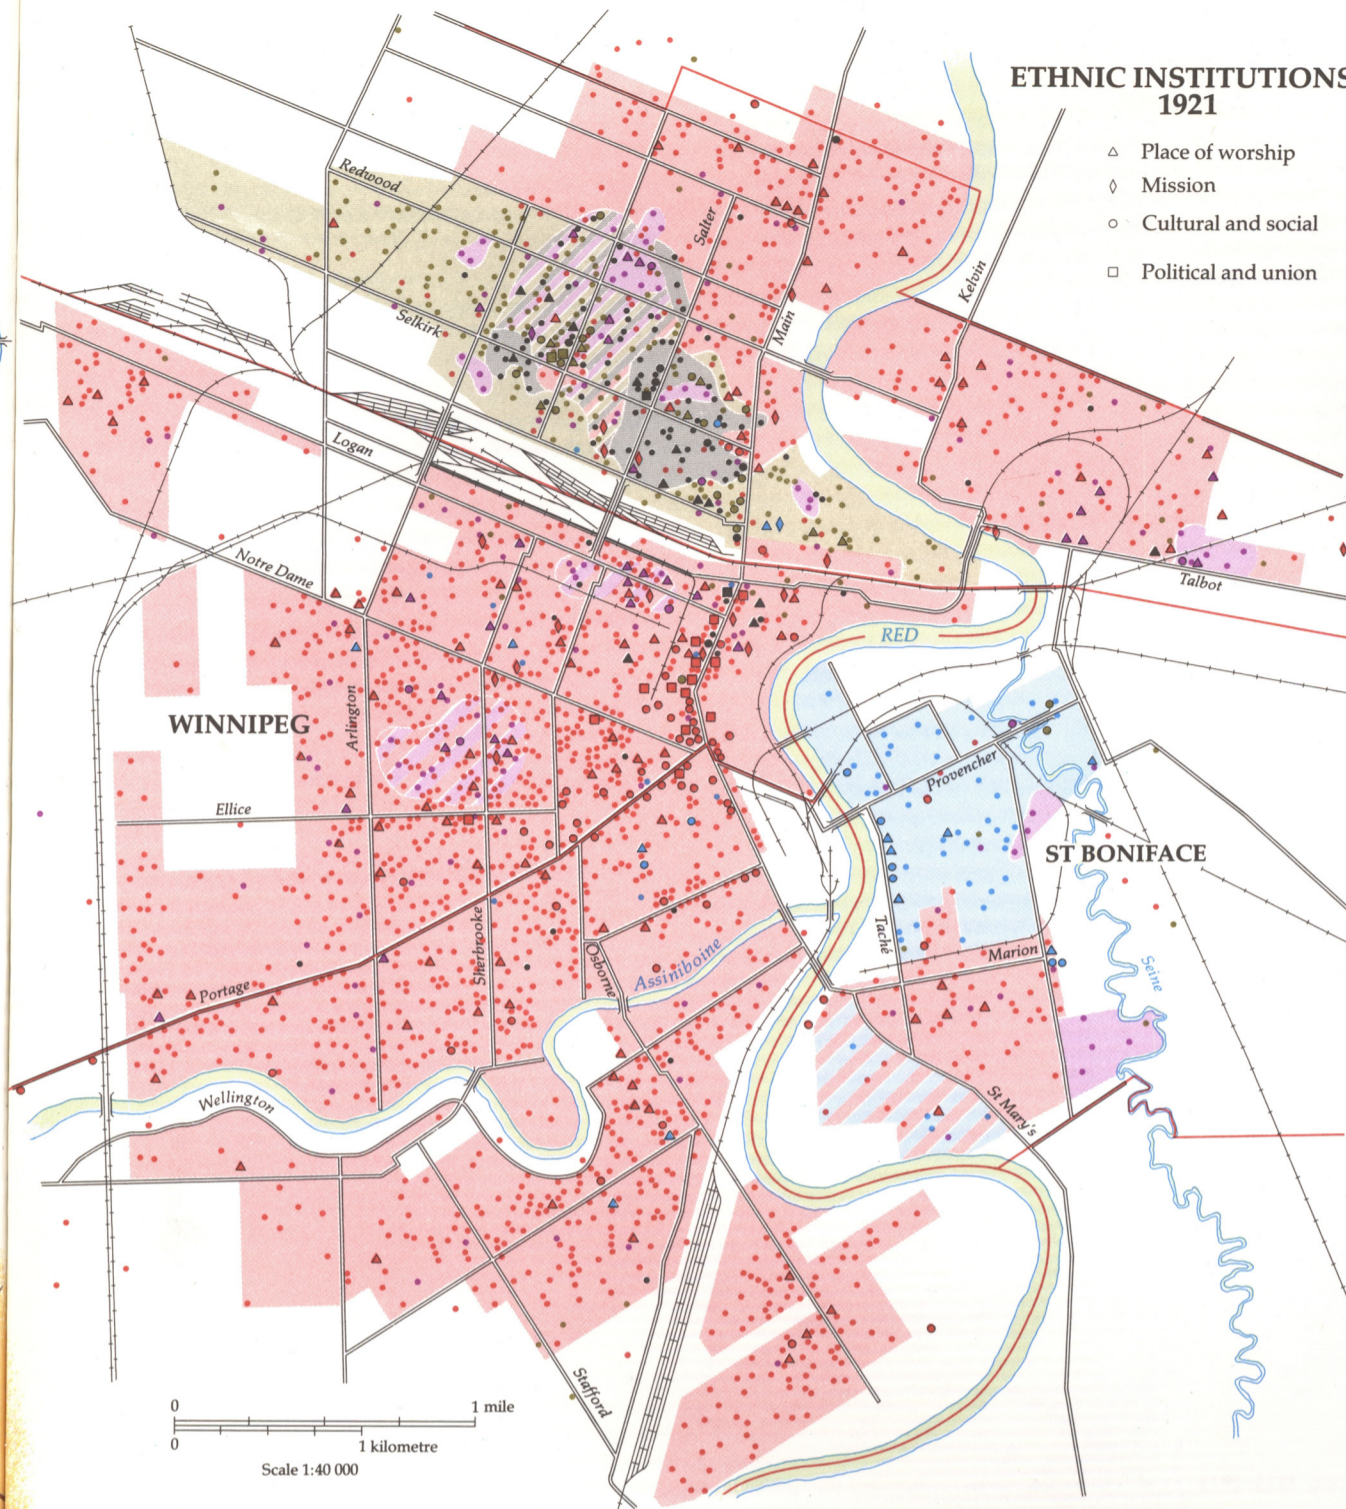 ETHNIC INSTITUTIONS
1921
Place of worship
Mission
Cultural and social
Political and union
Redwood
Salter
Kelvin
Main
Selkirk
Logan
Notre Dame
Talbot
RED
WINNIPEG
Arlington
Provencher
Ellice
ST BONIFACE
Sherbrooke
Taché
Osborne
Assiniboine
Marion
Seine
Portage
Wellington
St Mary's
Stafford
0 1 mile
0 1 kilometre
Scale 1:40 000